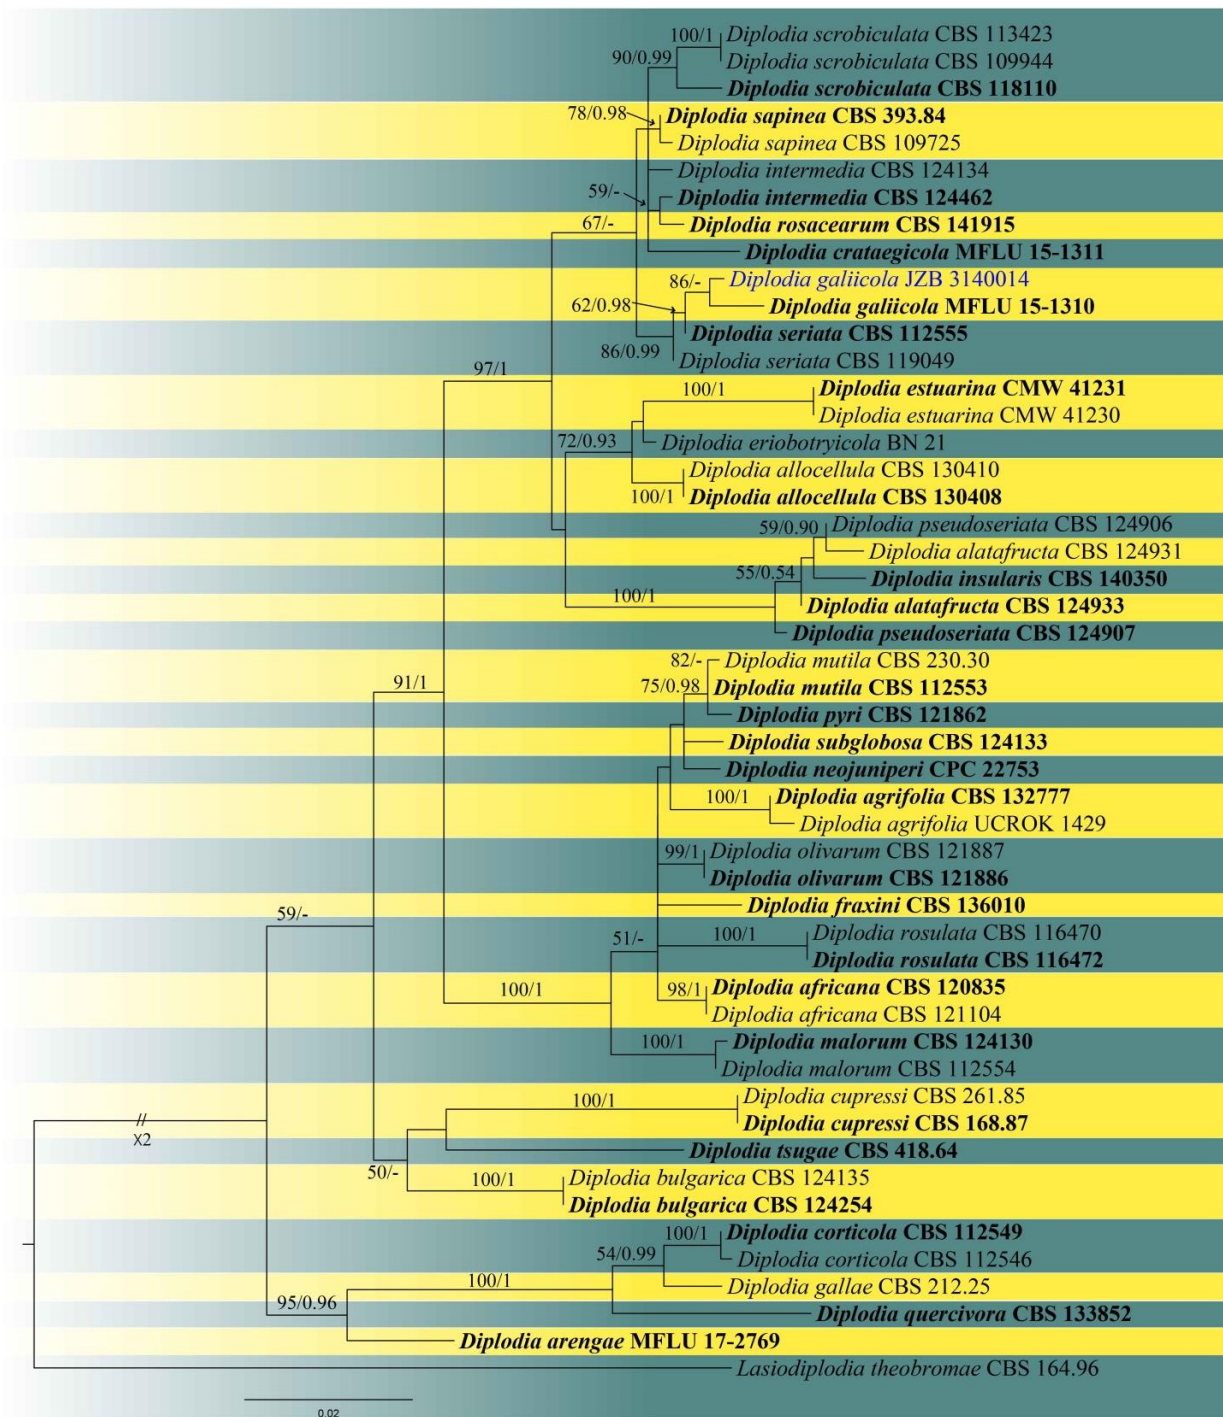 100/1
Diplodia scrobiculata CBS 113423
90/0.99
Diplodia scrobiculata CBS 109944
Diplodia scrobiculata CBS 118110
78/0.98
Diplodia sapinea CBS 393.84
Diplodia sapinea CBS 109725
Diplodia intermedia CBS 124134
59/-
Diplodia intermedia CBS 124462
67/-
Diplodia rosacearum CBS 141915
Diplodia crataegicola MFLU 15-1311
86/-
Diplodia galiicola JZB 3140014
62/0.98
Diplodia galiicola MFLU 15-1310
Diplodia seriata CBS 112555
86/0.99
Diplodia seriata CBS 119049
97/1
100/1
Diplodia estuarina CMW 41231
Diplodia estuarina CMW 41230
72/0.93
Diplodia eriobotryicola BN 21
Diplodia allocellula CBS 130410
100/1
Diplodia allocellula CBS 130408
59/0.90
Diplodia pseudoseriata CBS 124906
Diplodia alatafructa CBS 124931
55/0.54
Diplodia insularis CBS 140350
100/1
Diplodia alatafructa CBS 124933
Diplodia pseudoseriata CBS 124907
82/-
Diplodia mutila CBS 230.30
91/1
75/0.98
Diplodia mutila CBS 112553
Diplodia pyri CBS 121862
Diplodia subglobosa CBS 124133
Diplodia neojuniperi CPC 22753
100/1
Diplodia agrifolia CBS 132777
Diplodia agrifolia UCROK 1429
99/1
Diplodia olivarum CBS 121887
Diplodia olivarum CBS 121886
59/-
Diplodia fraxini CBS 136010
51/-
100/1
Diplodia rosulata CBS 116470
Diplodia rosulata CBS 116472
100/1
98/1
Diplodia africana CBS 120835
Diplodia africana CBS 121104
100/1
Diplodia malorum CBS 124130
Diplodia malorum CBS 112554
100/1
Diplodia cupressi CBS 261.85
//
X2
Diplodia cupressi CBS 168.87
Diplodia tsugae CBS 418.64
50/-
100/1
Diplodia bulgarica CBS 124135
Diplodia bulgarica CBS 124254
100/1
Diplodia corticola CBS 112549
54/0.99
Diplodia corticola CBS 112546
100/1
Diplodia gallae CBS 212.25
95/0.96
Diplodia quercivora CBS 133852
Diplodia arengae MFLU 17-2769
Lasiodiplodia theobromae CBS 164.96
0.02